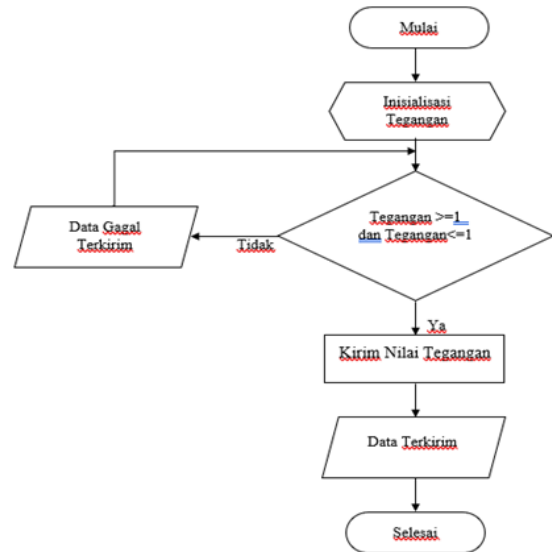 Mulai
Inisialisasi
Tegangan
Tegangan >=1
dan Tegangan<=1
Data Gagal
Terkirim
Tidak
Ya
Kirim Nilai Tegangan
Data Terkirim
Selesai